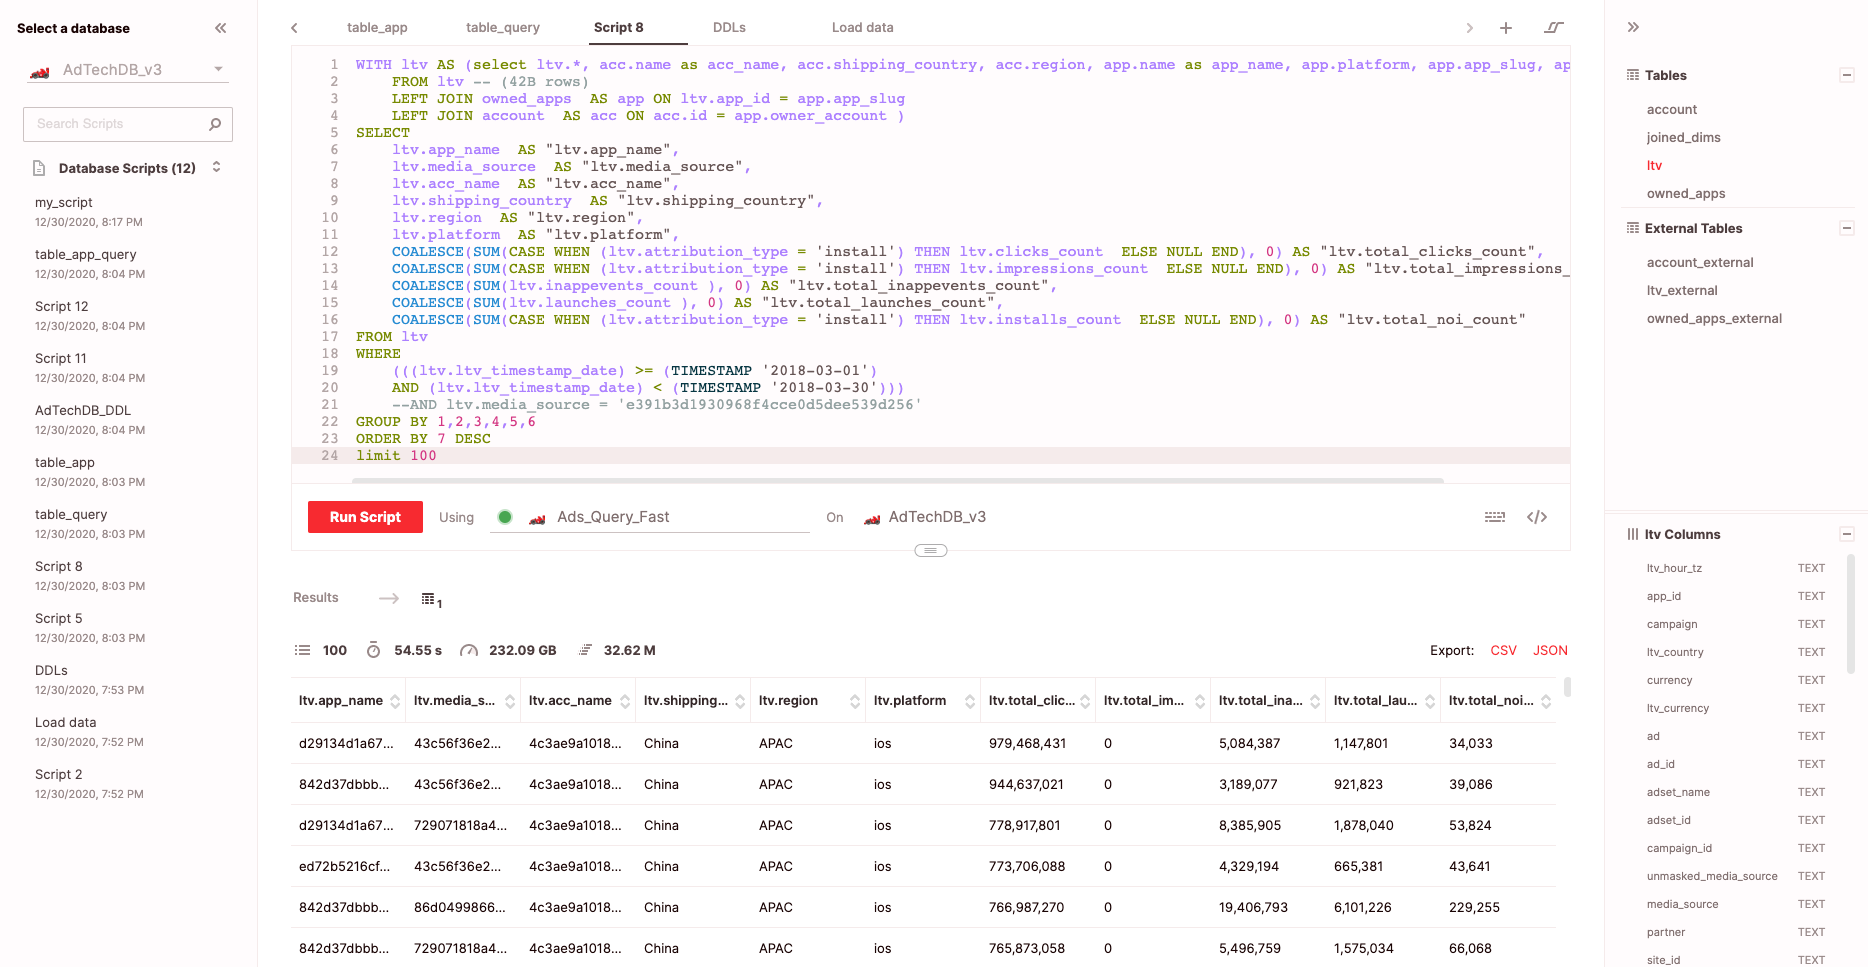 Select a database
AdTechDB_v3
Search Scripts
Database Scripts (12)
my_script
12/30/2020, 8:17 PM
table_app_query
12/30/2020, 8:04 PM
Script 12
12/30/2020, 8:04 PM
Script 11
12/30/2020, 8:04 PM
AdTechDB_DDL
12/30/2020, 8:04 PM
table_app
12/30/2020, 8:03 PM
table_query
12/30/2020, 8:03 PM
Script 8
12/30/2020, 8:03 PM
Script 5
12/30/2020, 8:03 PM
DDLs
12/30/2020, 7:53 PM
Load data
12/30/2020, 7:52 PM
Script 2
12/30/2020, 7:52 PM
table_app table_query Script 8 DDLs Load data
1 WITH ltv AS (select ltv.*, acc.name as acc_name, acc.shipping_country, acc.region, app.name as app_name, app.platform, app.app_slug, ap
2 FROM ltv -- (42B rows)
3 LEFT JOIN owned_apps AS app ON ltv.app_id = app.app_slug
4 LEFT JOIN account AS acc ON acc.id = app.owner_account )
5 SELECT
6 ltv.app_name AS "ltv.app_name",
7 ltv.media_source AS "ltv.media_source",
8 ltv.acc_name AS "ltv.acc_name",
9 ltv.shipping_country AS "ltv.shipping_country",
10 ltv.region AS "ltv.region",
11 ltv.platform AS "ltv.platform",
12 COALESCE(SUM(CASE WHEN (ltv.attribution_type = 'install') THEN ltv.clicks_count ELSE NULL END), 0) AS "ltv.total_clicks_count",
13 COALESCE(SUM(CASE WHEN (ltv.attribution_type = 'install') THEN ltv.impressions_count ELSE NULL END), 0) AS "ltv.total_impressions_
14 COALESCE(SUM(ltv.inappevents_count ), 0) AS "ltv.total_inappevents_count",
15 COALESCE(SUM(ltv.launches_count ), 0) AS "ltv.total_launches_count",
16 COALESCE(SUM(CASE WHEN (ltv.attribution_type = 'install') THEN ltv.installs_count ELSE NULL END), 0) AS "ltv.total_noi_count"
17 FROM ltv
18 WHERE
19 (((ltv.ltv_timestamp_date) >= (TIMESTAMP '2018-03-01')
20 AND (ltv.ltv_timestamp_date) < (TIMESTAMP '2018-03-30')))
21 --AND ltv.media_source = 'e391b3d1930968f4cce0d5dee539d256'
22 GROUP BY 1,2,3,4,5,6
23 ORDER BY 7 DESC
24 limit 100
Run Script Using Ads_Query_Fast On AdTechDB_v3
Results 1
100 54.55 s 232.09 GB 32.62 M Export: CSV JSON
ltv.app_name ltv.media_s... ltv.acc_name ltv.shipping... ltv.region ltv.platform ltv.total_clic... ltv.total_im... ltv.total_ina... ltv.total_lau... ltv.total_noi...
d29134d1a67... 43c56f36e2... 4c3ae9a1018... China APAC ios 979,468,431 0 5,084,387 1,147,801 34,033
842d37dbbb... 43c56f36e2... 4c3ae9a1018... China APAC ios 944,637,021 0 3,189,077 921,823 39,086
d29134d1a67... 729071818a4... 4c3ae9a1018... China APAC ios 778,917,801 0 8,385,905 1,878,040 53,824
ed72b5216cf... 43c56f36e2... 4c3ae9a1018... China APAC ios 773,706,088 0 4,329,194 665,381 43,641
842d37dbbb... 86d0499866... 4c3ae9a1018... China APAC ios 766,987,270 0 19,406,793 6,101,226 229,255
842d37dbbb... 729071818a4... 4c3ae9a1018... China APAC ios 765,873,058 0 5,496,759 1,575,034 66,068
Tables
account
joined_dims
ltv
owned_apps
External Tables
account_external
ltv_external
owned_apps_external
ltv Columns
ltv_hour_tz TEXT
app_id TEXT
campaign TEXT
ltv_country TEXT
currency TEXT
ltv_currency TEXT
ad TEXT
ad_id TEXT
adset_name TEXT
adset_id TEXT
campaign_id TEXT
unmasked_media_source TEXT
media_source TEXT
partner TEXT
site_id TEXT